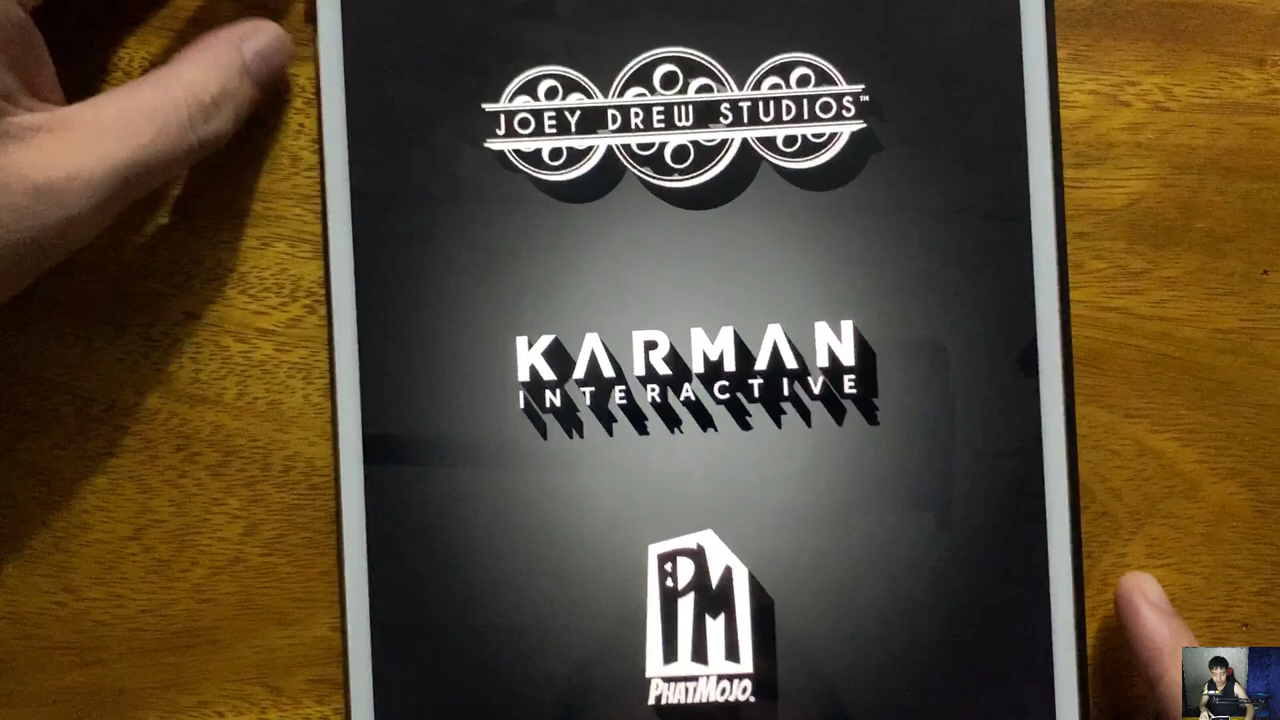 JOEY DREW STUDIOS™
KARMAN
INTERACTIVE
PM
PHATMOJO.